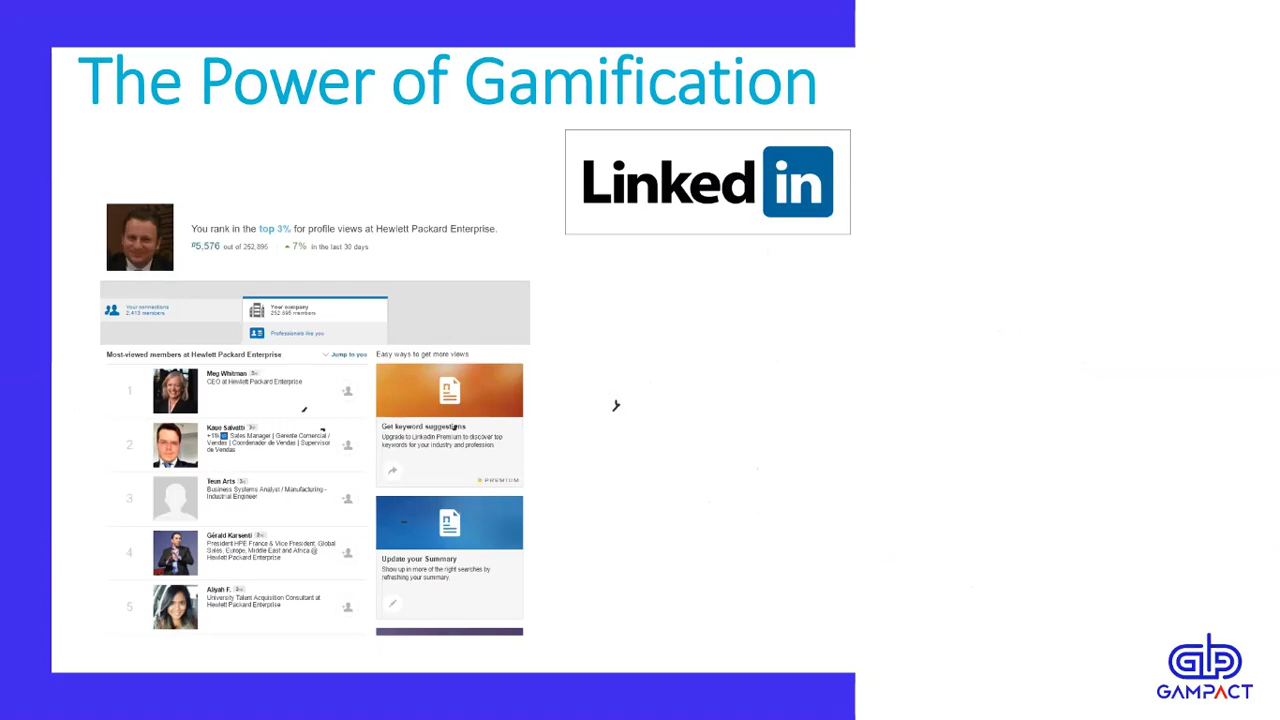 The Power of Gamification
Linked in
You rank in the top 3% for profile views at Hewlett Packard Enterprise.
#5,576 out of 252,895 7% in the last 30 days
Your connections
2,413 members
Your company
252,895 members
Professionals like you
Most-viewed members at Hewlett Packard Enterprise
Jump to you
Easy ways to get more views
1
Meg Whitman
CEO at Hewlett Packard Enterprise
2
Sales Manager | Gerente Comercial /
Vendas | Coordenador de Vendas | Supervisor
de Vendas
3
Teun Arts
Business Systems Analyst / Manufacturing -
Industrial Engineer
4
Gérald Karsenti
President HPE France & Vice President, Global
Sales, Europe, Middle East and Africa @
Hewlett Packard Enterprise
5
Aliyah F.
University Talent Acquisition Consultant at
Hewlett Packard Enterprise
Get keyword suggestions
Upgrade to LinkedIn Premium to discover top
keywords for your industry and profession.
PREMIUM
Update your Summary
Show up in more of the right searches by
refreshing your summary.
GAMPACT